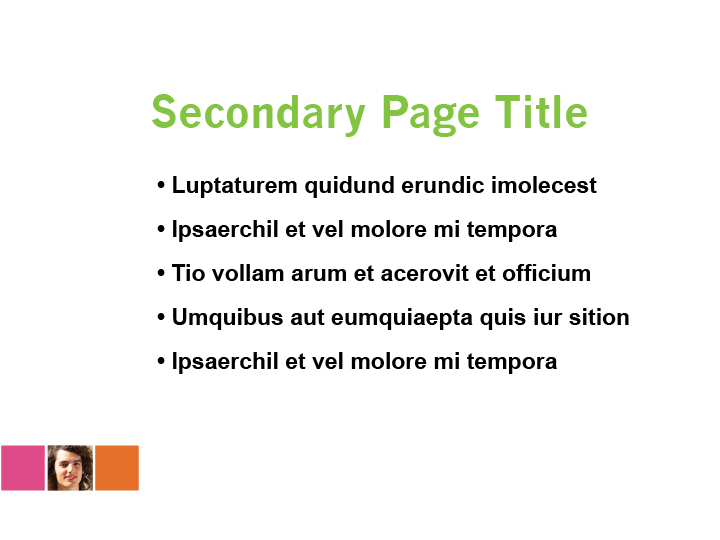 Secondary Page Title
• Luptaturem quidund erundic imolecest
• Ipsaerchil et vel molore mi tempora
• Tio vollam arum et acerovit et officium
• Umquibus aut eumquiaepta quis iur sition
• Ipsaerchil et vel molore mi tempora